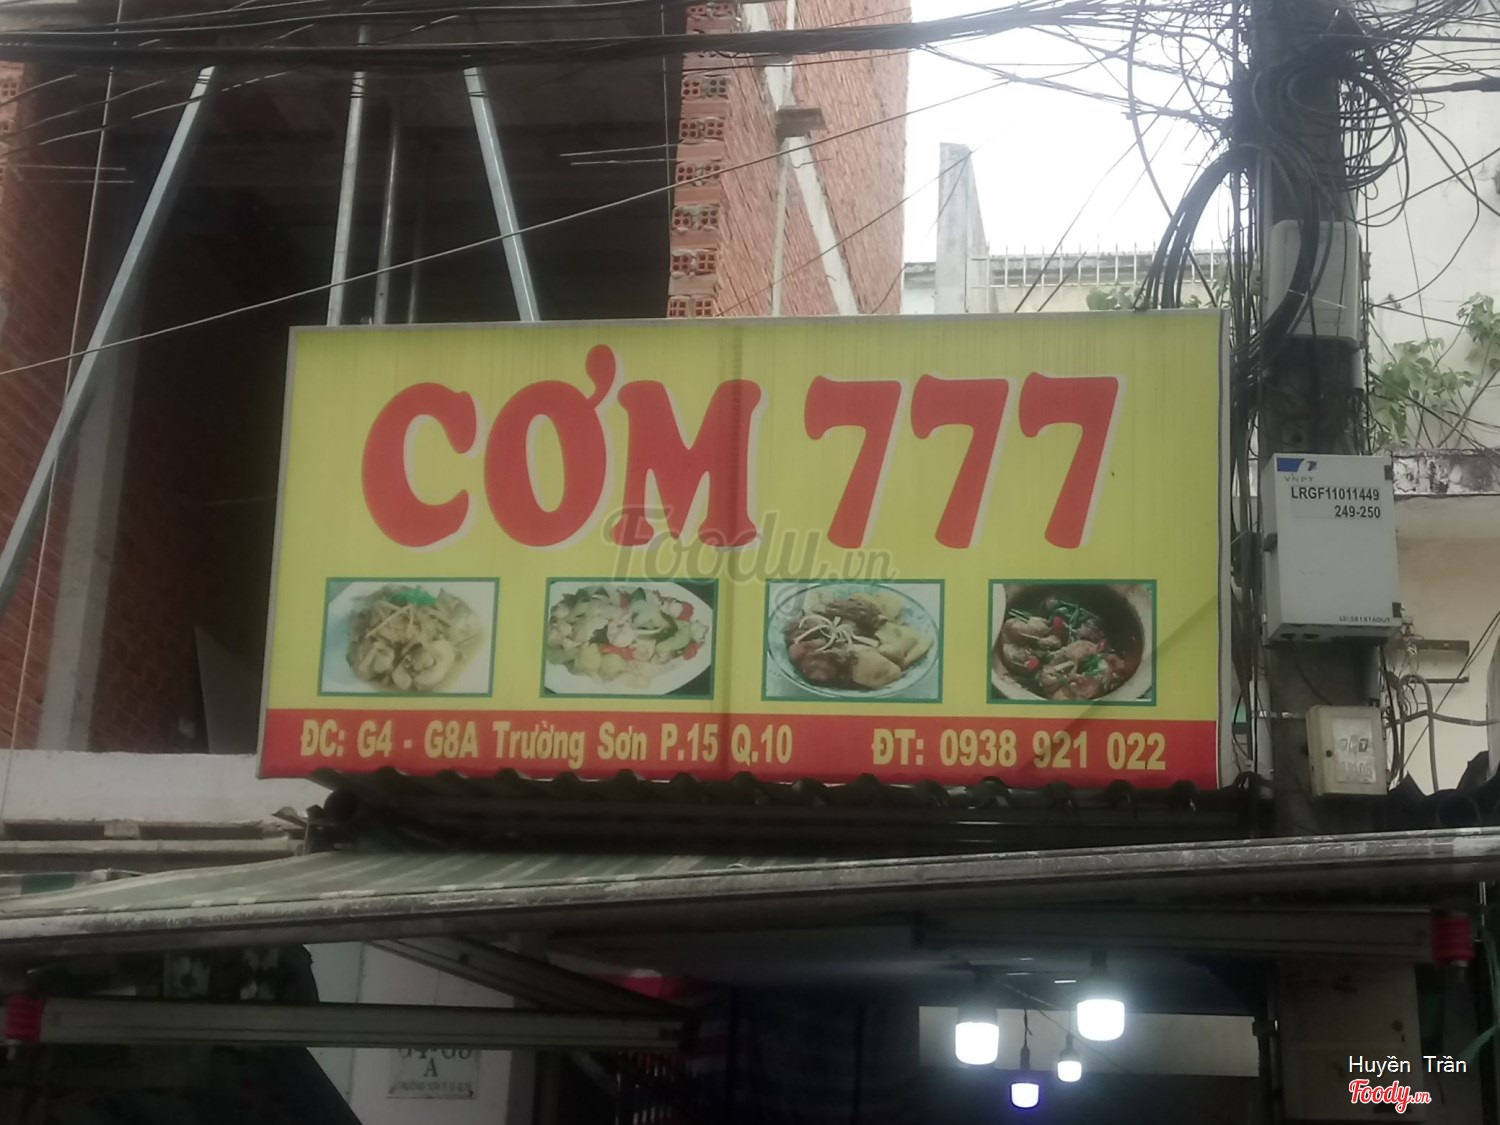 CƠM 777
Foody.vn
VNPT
LRGF11011449
249-250
ĐC: G4 - G8A Trường Sơn P.15 Q.10 ĐT: 0938 921 022
A
Huyền Trần
Foody.vn